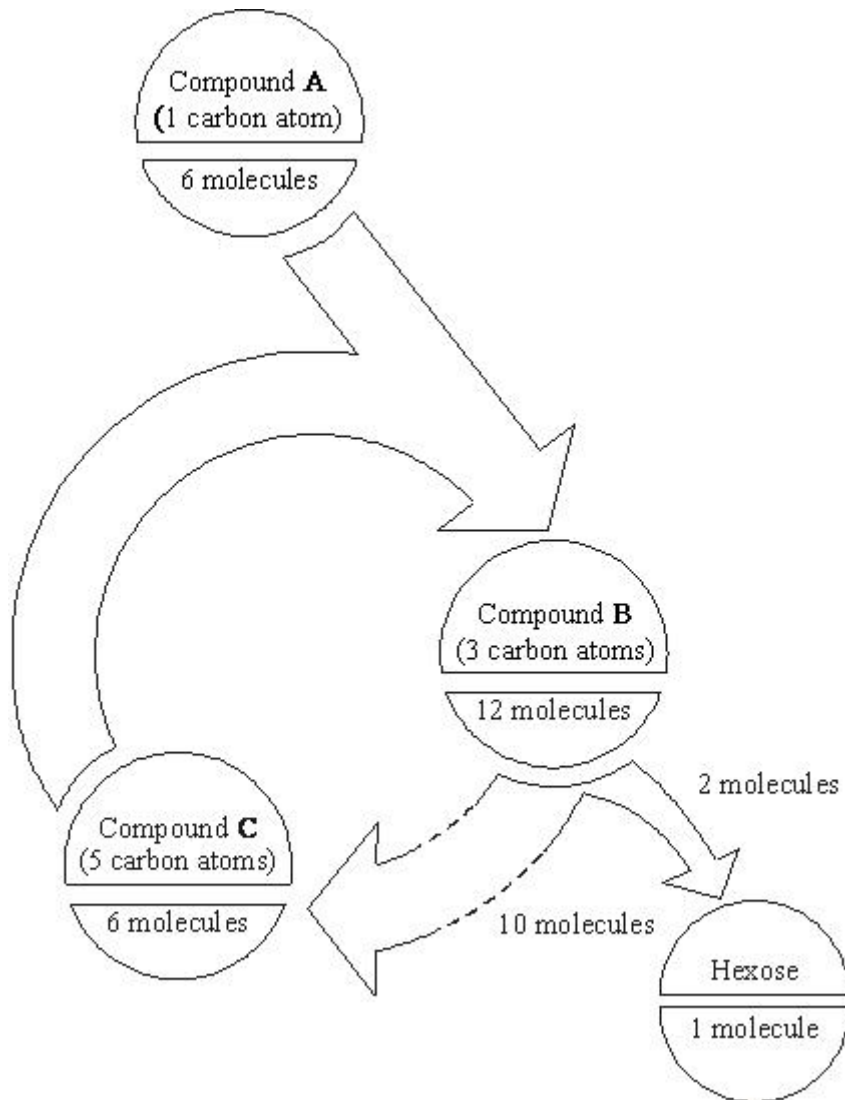 Compound A
(1 carbon atom)
6 molecules
Compound B
(3 carbon atoms)
12 molecules
2 molecules
Compound C
(5 carbon atoms)
6 molecules
10 molecules
Hexose
1 molecule